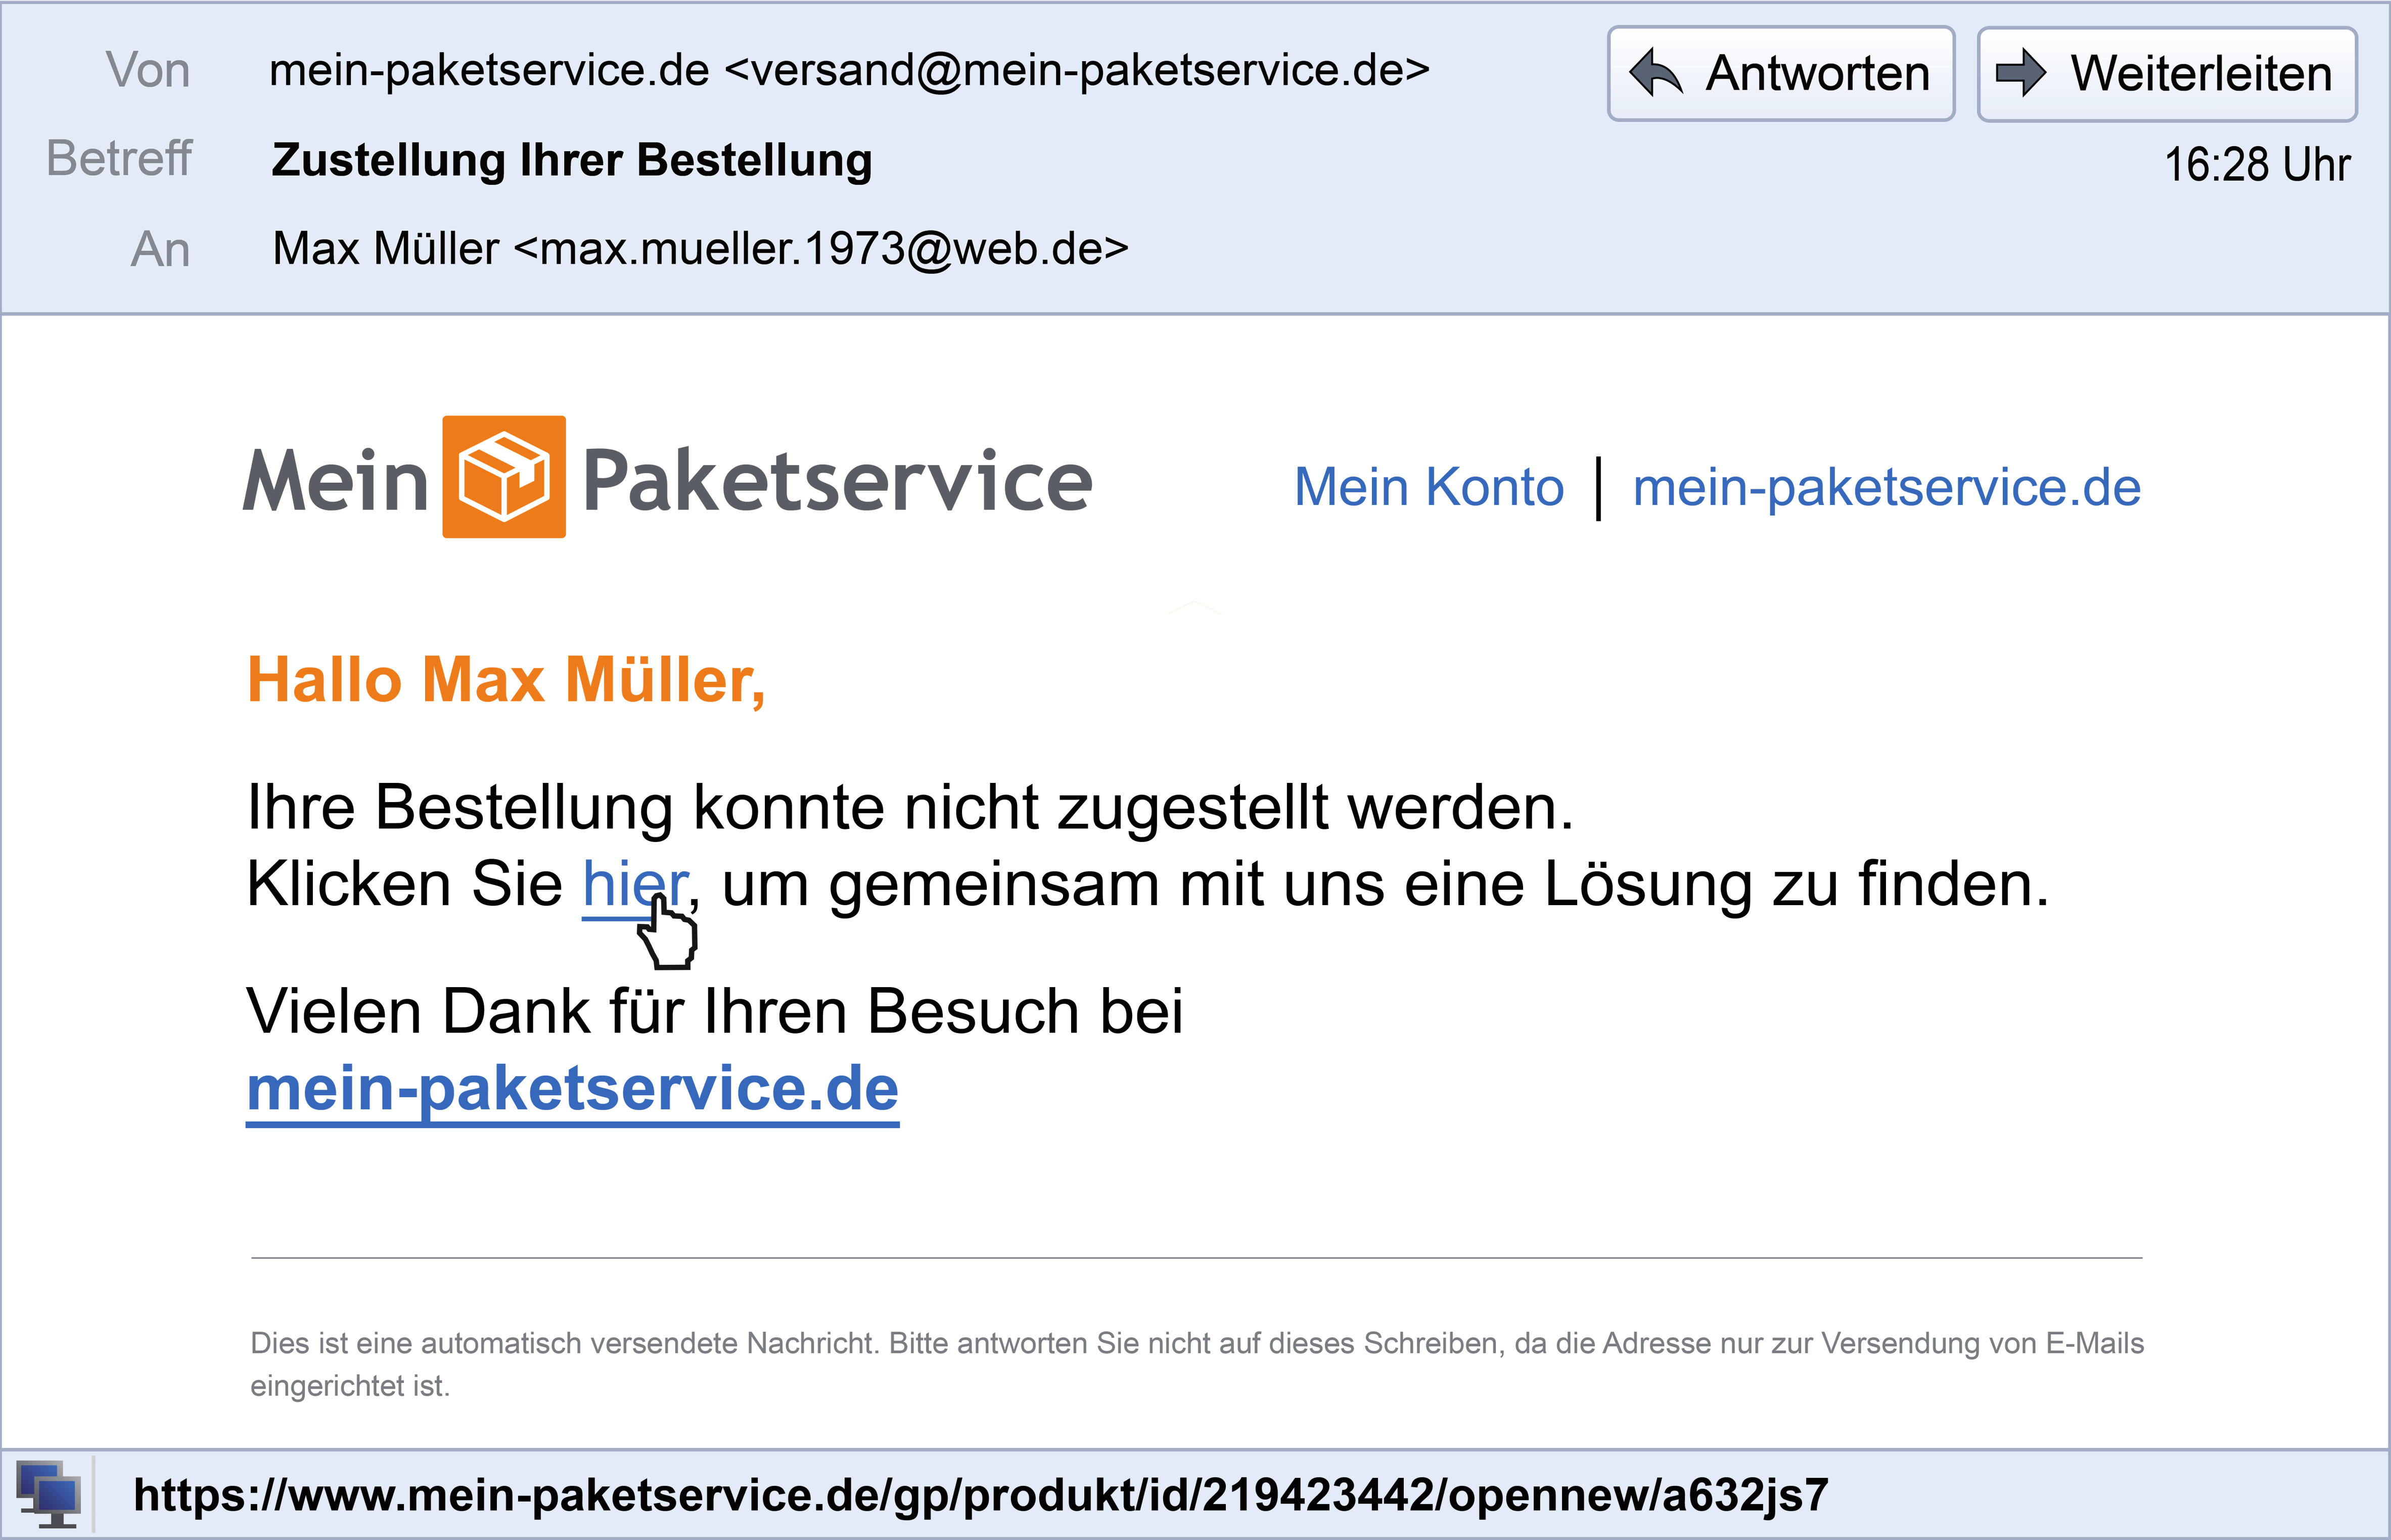 Von mein-paketservice.de <versand@mein-paketservice.de>
Antworten
Weiterleiten
Betreff Zustellung Ihrer Bestellung
16:28 Uhr
An Max Müller <max.mueller.1973@web.de>
Mein Paketservice
Mein Konto | mein-paketservice.de
Hallo Max Müller,
Ihre Bestellung konnte nicht zugestellt werden.
Klicken Sie hier, um gemeinsam mit uns eine Lösung zu finden.
Vielen Dank für Ihren Besuch bei
mein-paketservice.de
Dies ist eine automatisch versendete Nachricht. Bitte antworten Sie nicht auf dieses Schreiben, da die Adresse nur zur Versendung von E-Mails
eingerichtet ist.
https://www.mein-paketservice.de/gp/produkt/id/219423442/opennew/a632js7